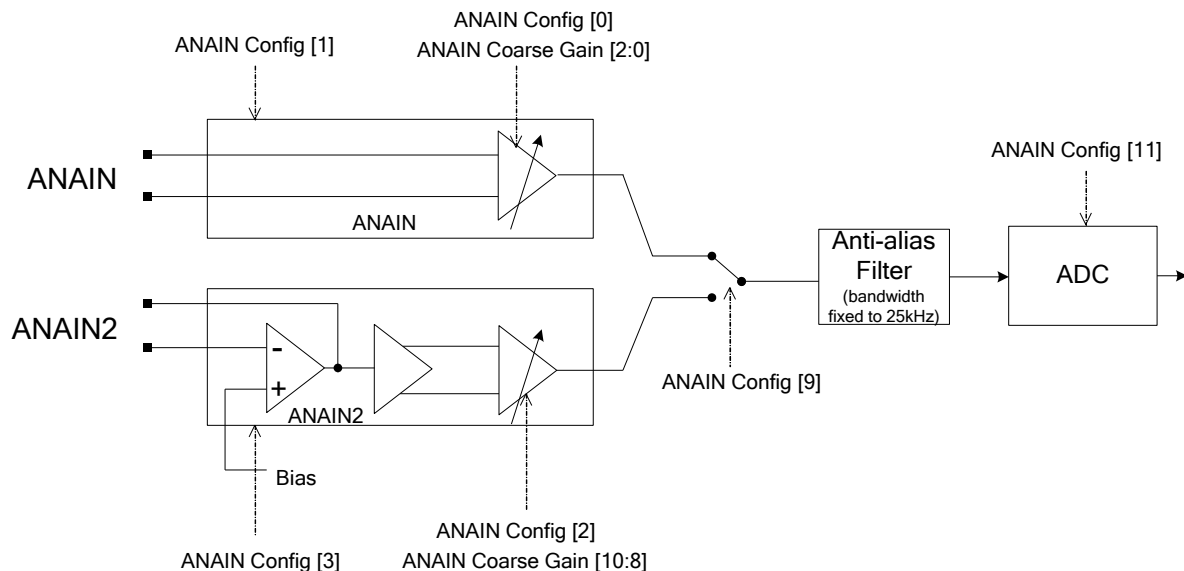 ANAIN Config [0]
ANAIN Config [1]
ANAIN Coarse Gain [2:0]
ANAIN Config [11]
ANAIN
ANAIN
Anti-alias
Filter
(bandwidth
fixed to 25kHz)
ADC
ANAIN2
-
+
ANAIN2
ANAIN Config [9]
Bias
ANAIN Config [2]
ANAIN Config [3]
ANAIN Coarse Gain [10:8]